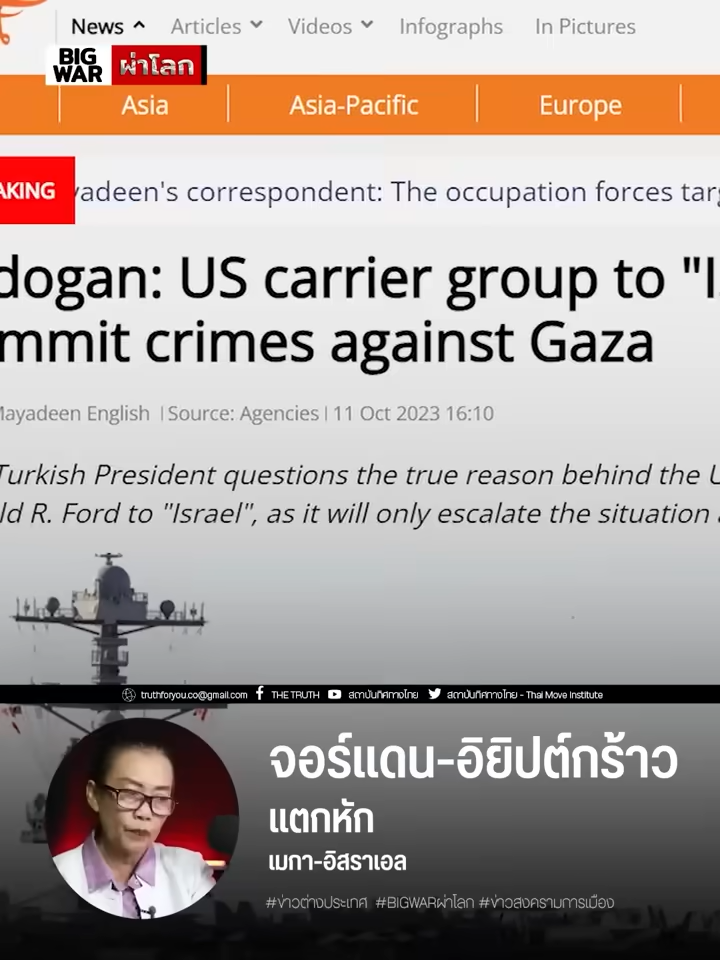 News Articles Videos Infographs In Pictures
BIG
WAR ผ่าโลก
Asia Asia-Pacific Europe
AKING yadeen's correspondent: The occupation forces targ
dogan: US carrier group to "I
mmit crimes against Gaza
Mayadeen English | Source: Agencies | 11 Oct 2023 16:10
Turkish President questions the true reason behind the U
ld R. Ford to "Israel", as it will only escalate the situation
truthforyou.co@gmail.com THE TRUTH สถาบันทิศทางไทย สถาบันทิศทางไทย - Thai Move Institute
จอร์แดน-อิยิปต์กร้าว
แตกหัก
เมกา-อิสราเอล
#ข่าวต่างประเทศ #BIGWARผ่าโลก #ข่าวสงครามการเมือง